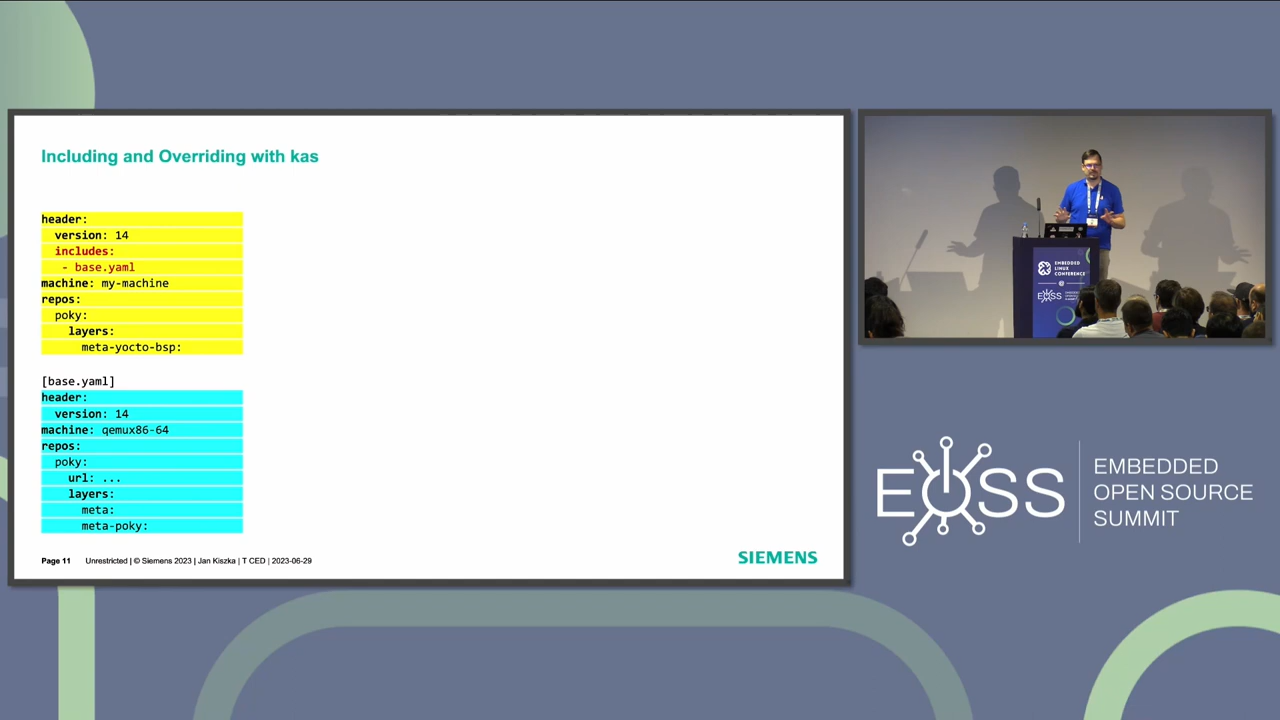 Including and Overriding with kas
header:
version: 14
includes:
- base.yaml
machine: my-machine
repos:
poky:
layers:
meta-yocto-bsp:
[base.yaml]
header:
version: 14
machine: qemux86-64
repos:
poky:
url: ...
layers:
meta:
meta-poky:
Page 11 Unrestricted | © Siemens 2023 | Jan Kiszka | T CED | 2023-06-29
SIEMENS
EMBEDDED
LINUX
CONFERENCE
EOSS
EOSS
EMBEDDED
OPEN SOURCE
SUMMIT